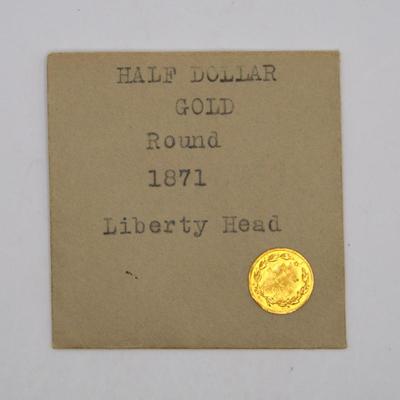 HALF DOLLAR
GOLD
Round
1871
Liberty Head